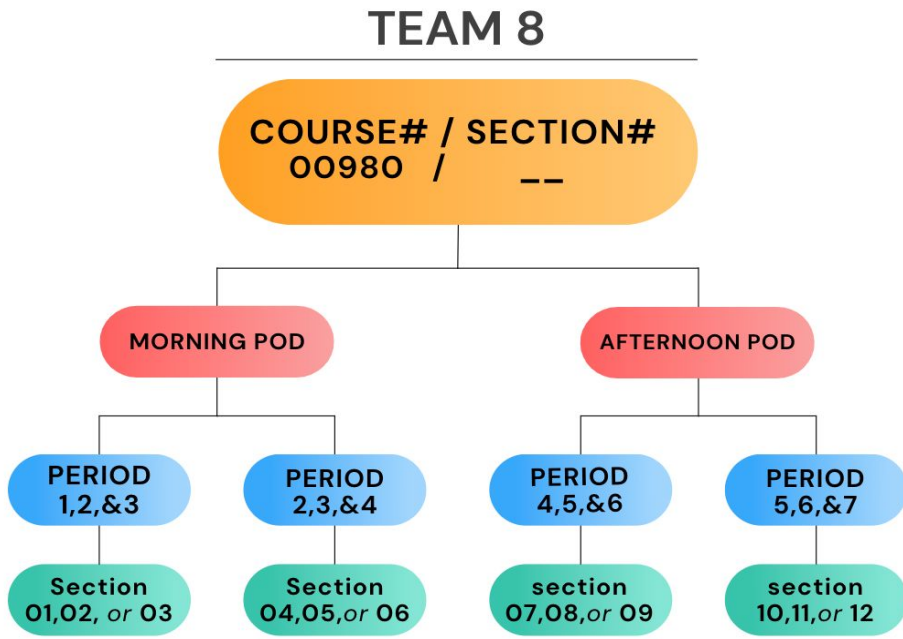 TEAM 8
COURSE# / SECTION#
00980 / __
MORNING POD
AFTERNOON POD
PERIOD
1,2,&3
PERIOD
2,3,&4
PERIOD
4,5,&6
PERIOD
5,6,&7
Section
01,02, or 03
Section
04,05,or 06
section
07,08,or 09
section
10,11,or 12